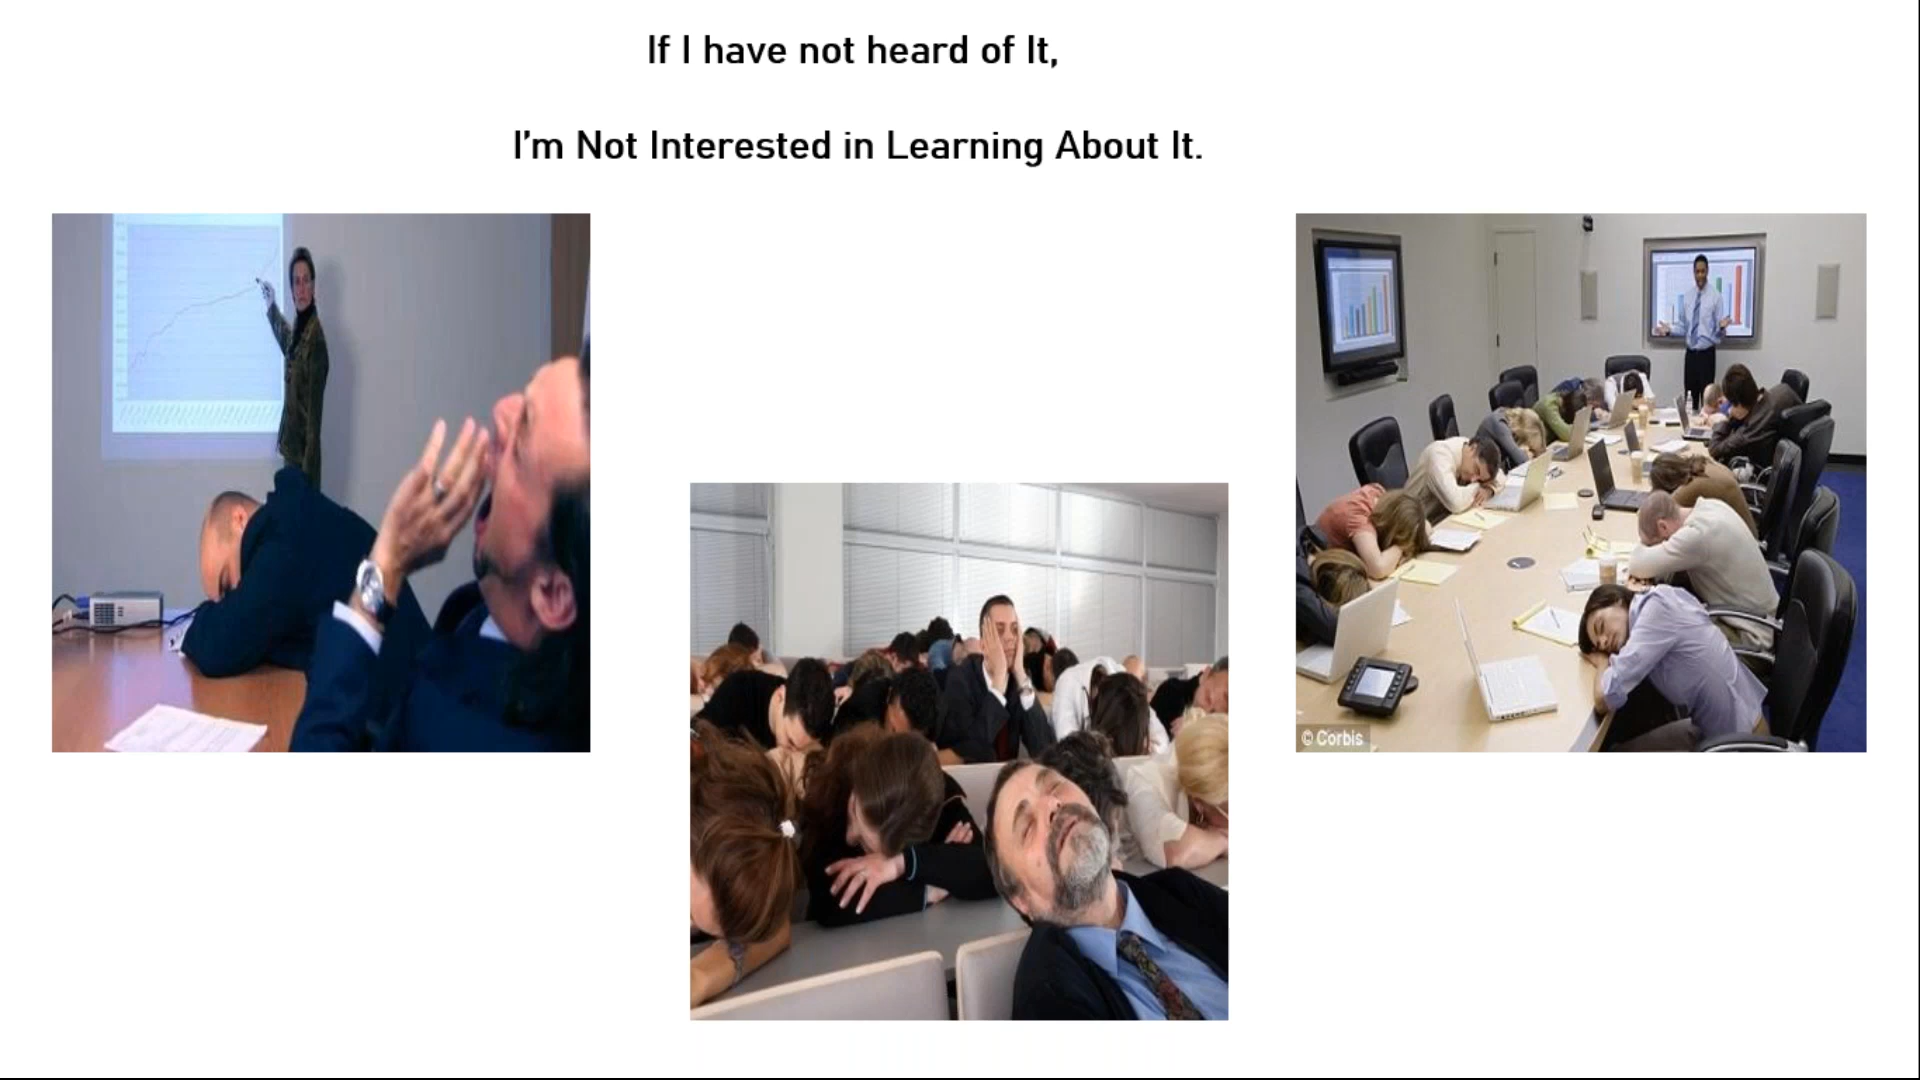 If I have not heard of It,
I'm Not Interested in Learning About It.
© Corbis